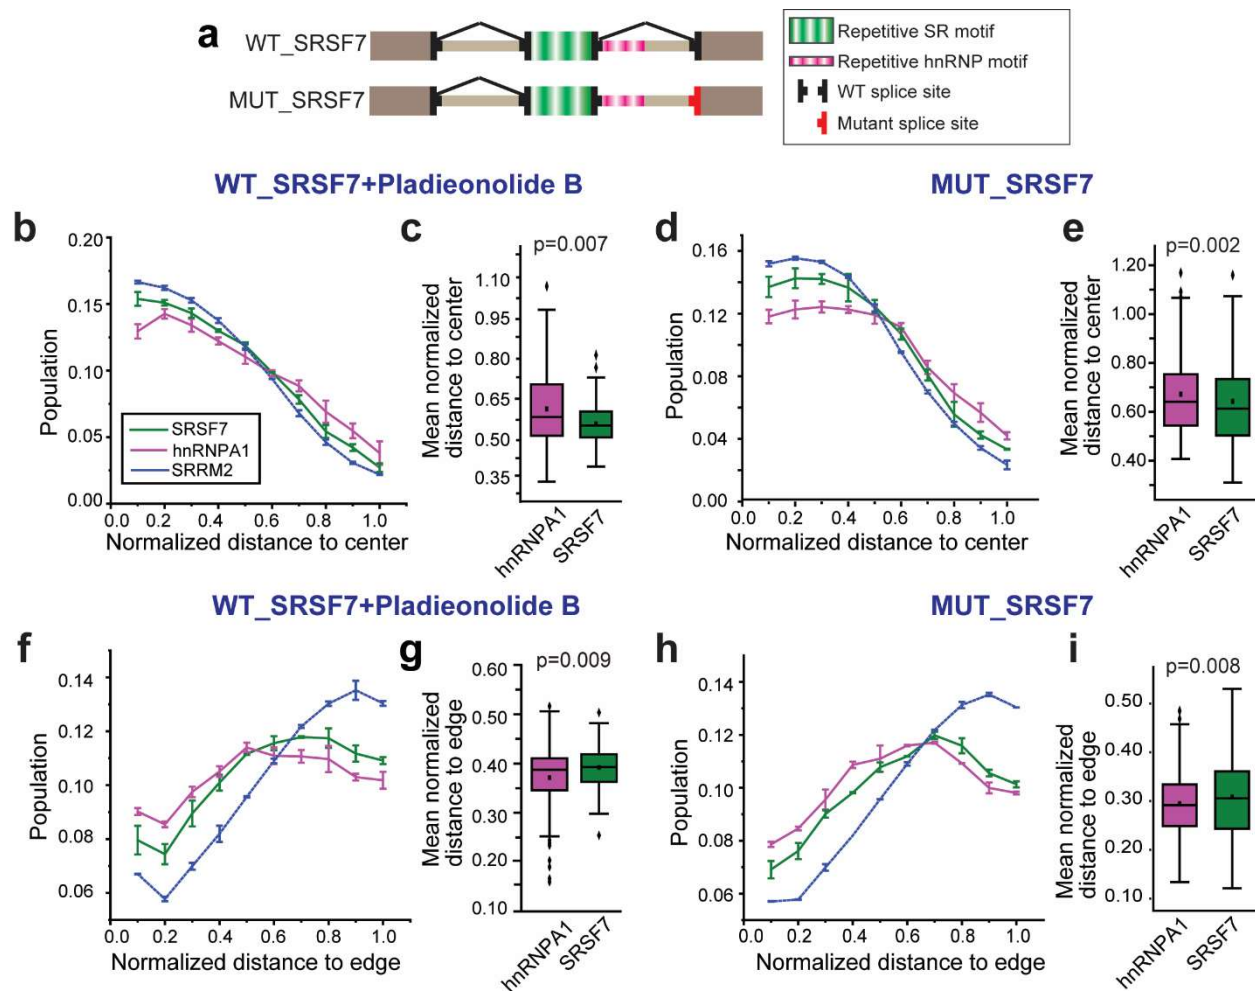 a
WT_SRSF7
MUT_SRSF7
Repetitive SR motif
Repetitive hnRNP motif
WT splice site
Mutant splice site
WT_SRSF7+Pladieonolide B
MUT_SRSF7
b
Population
0.20
0.15
0.10
0.05
0.00
SRSF7
hnRNPA1
SRRM2
0.0 0.2 0.4 0.6 0.8 1.0
Normalized distance to center
c
p=0.007
Mean normalized
distance to center
1.10
0.95
0.80
0.65
0.50
0.35
hnRNPA1
SRSF7
d
Population
0.16
0.12
0.08
0.04
0.00
0.0 0.2 0.4 0.6 0.8 1.0
Normalized distance to center
e
p=0.002
Mean normalized
distance to center
1.20
1.00
0.80
0.60
0.40
hnRNPA1
SRSF7
WT_SRSF7+Pladieonolide B
MUT_SRSF7
f
Population
0.14
0.12
0.10
0.08
0.06
0.0 0.2 0.4 0.6 0.8 1.0
Normalized distance to edge
g
p=0.009
Mean normalized
distance to edge
0.60
0.50
0.40
0.30
0.20
0.10
hnRNPA1
SRSF7
h
Population
0.14
0.12
0.10
0.08
0.06
0.0 0.2 0.4 0.6 0.8 1.0
Normalized distance to edge
i
p=0.008
Mean normalized
distance to edge
0.50
0.40
0.30
0.20
0.10
hnRNPA1
SRSF7